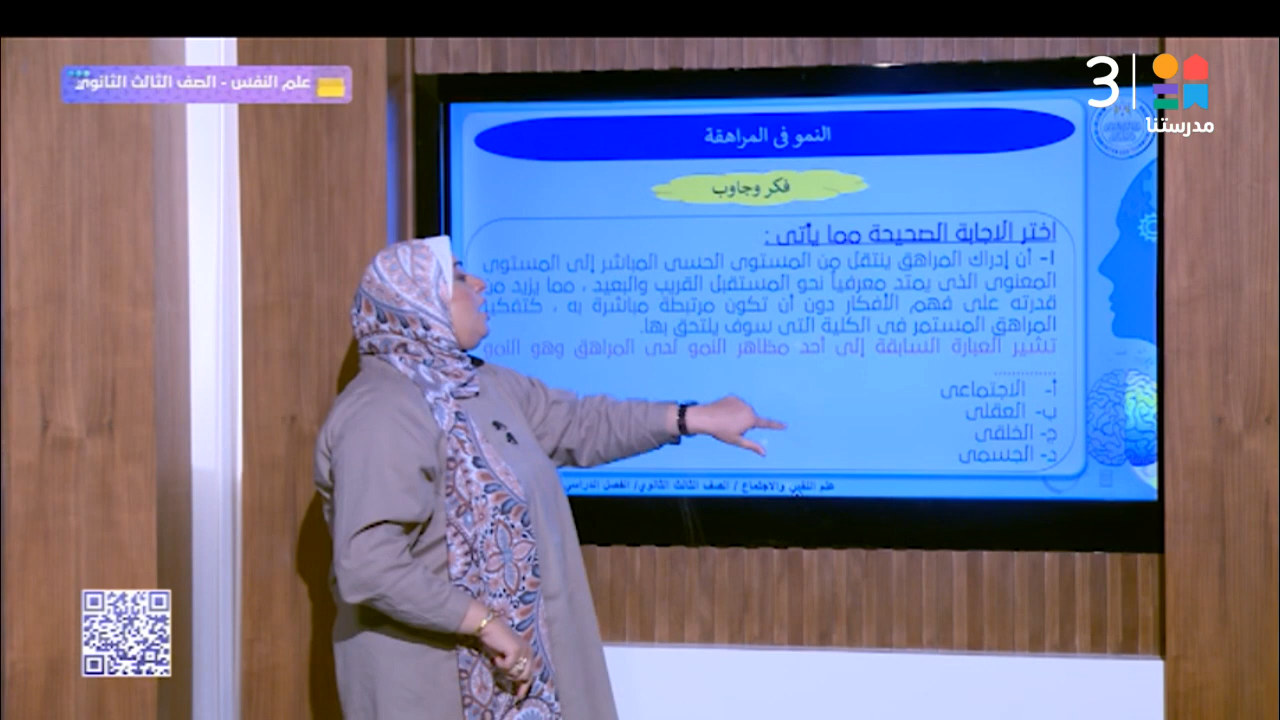 علم النفس - الصف الثالث الثانوي
3
مدرستنا
النمو فى المراهقة
فكر وجاوب
اختر الاجابة الصحيحة مما يأتى :
١- أن إدراك المراهق ينتقل من المستوى الحسى المباشر إلى المستوى
المعنوى الذى يمتد معرفياً نحو المستقبل القريب والبعيد ، مما يزيد من
قدرته على فهم الأفكار دون أن تكون مرتبطة مباشرة به ، كتفكير
المراهق المستمر فى الكلية التى سوف يلتحق بها.
تشير العبارة السابقة إلى أحد مظاهر النمو لدى المراهق وهو النمو
.............
أ- الاجتماعى
ب- العقلى
ج- الخلقى
د- الجسمى
علم النفس والاجتماع / الصف الثالث الثانوي/ الفصل الدراسي